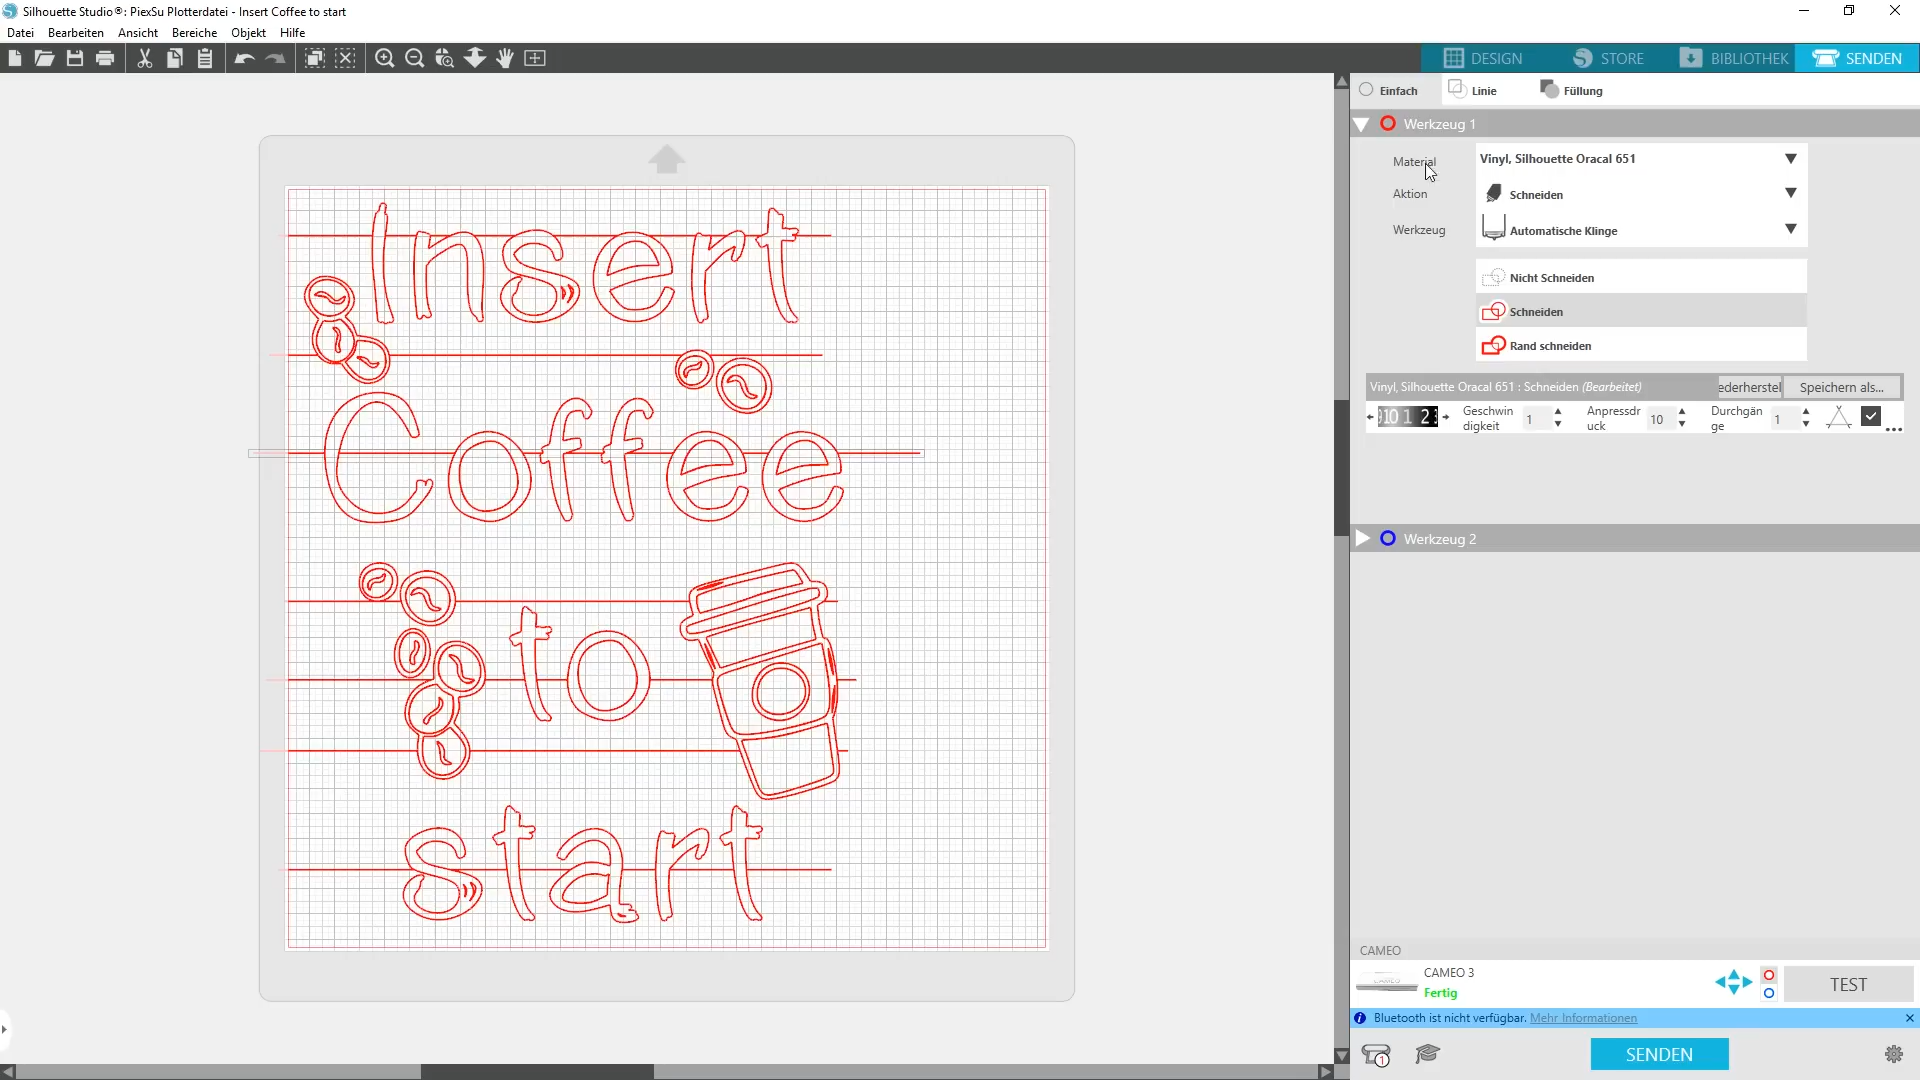 Silhouette Studio®: PiexSu Plotterdatei - Insert Coffee to start
Datei Bearbeiten Ansicht Bereiche Objekt Hilfe
DESIGN STORE BIBLIOTHEK SENDEN
Einfach Linie Füllung
Werkzeug 1
Material Vinyl, Silhouette Oracal 651
Aktion Schneiden
Werkzeug Automatische Klinge
Nicht Schneiden
Schneiden
Rand schneiden
Vinyl, Silhouette Oracal 651 : Schneiden (Bearbeitet) ederherstel Speichern als...
Geschwin
digkeit 1
Anpressdr
uck 10
Durchgän
ge 1
Werkzeug 2
Insert
Coffee
to
start
CAMEO
CAMEO 3
Fertig
TEST
Bluetooth ist nicht verfügbar. Mehr Informationen
1
SENDEN